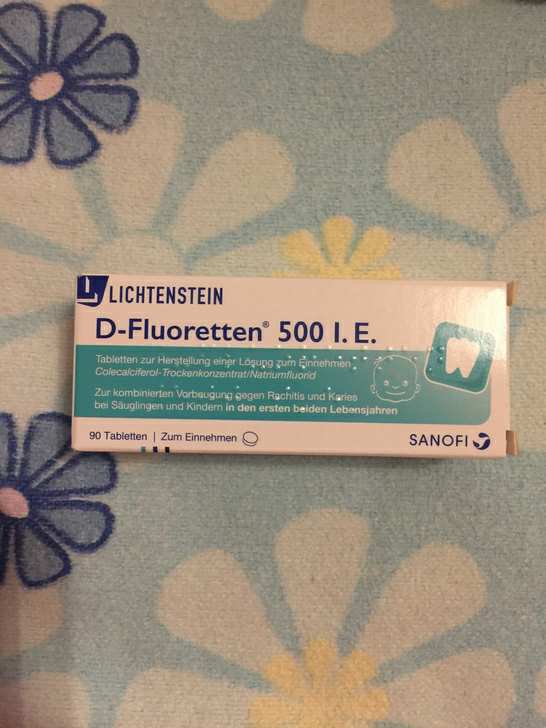 LICHTENSTEIN
D-Fluoretten® 500 I. E.
Tabletten zur Herstellung einer Lösung zum Einnehmen
Colecalciferol-Trockenkonzentrat/Natriumfluorid
Zur kombinierten Vorbeugung gegen Rachitis und Karies
bei Säuglingen und Kindern in den ersten beiden Lebensjahren
90 Tabletten | Zum Einnehmen
SANOFI